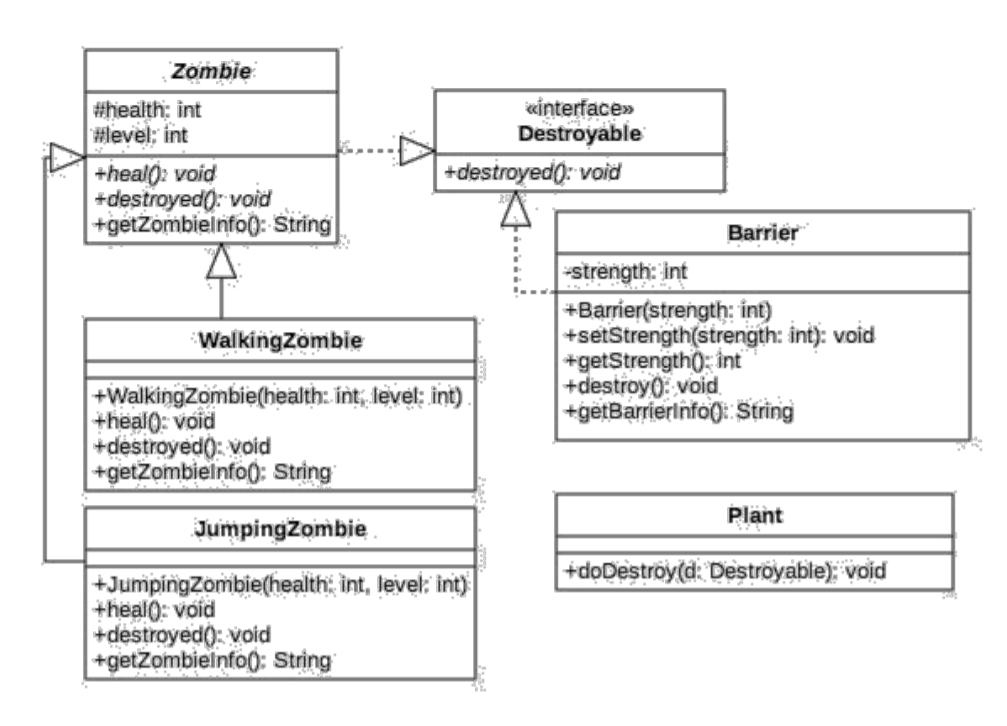 Zombie
#health: int
#level: int
+heal(): void
+destroyed(): void
+getZombieInfo(): String
«interface»
Destroyable
+destroyed(): void
Barrier
-strength: int
+Barrier(strength: int)
+setStrength(strength: int): void
+getStrength(): int
+destroy(): void
+getBarrierInfo(): String
WalkingZombie
+WalkingZombie(health: int, level: int)
+heal(): void
+destroyed(): void
+getZombieInfo(): String
JumpingZombie
+JumpingZombie(health: int, level: int)
+heal(): void
+destroyed(): void
+getZombieInfo(): String
Plant
+doDestroy(d: Destroyable): void